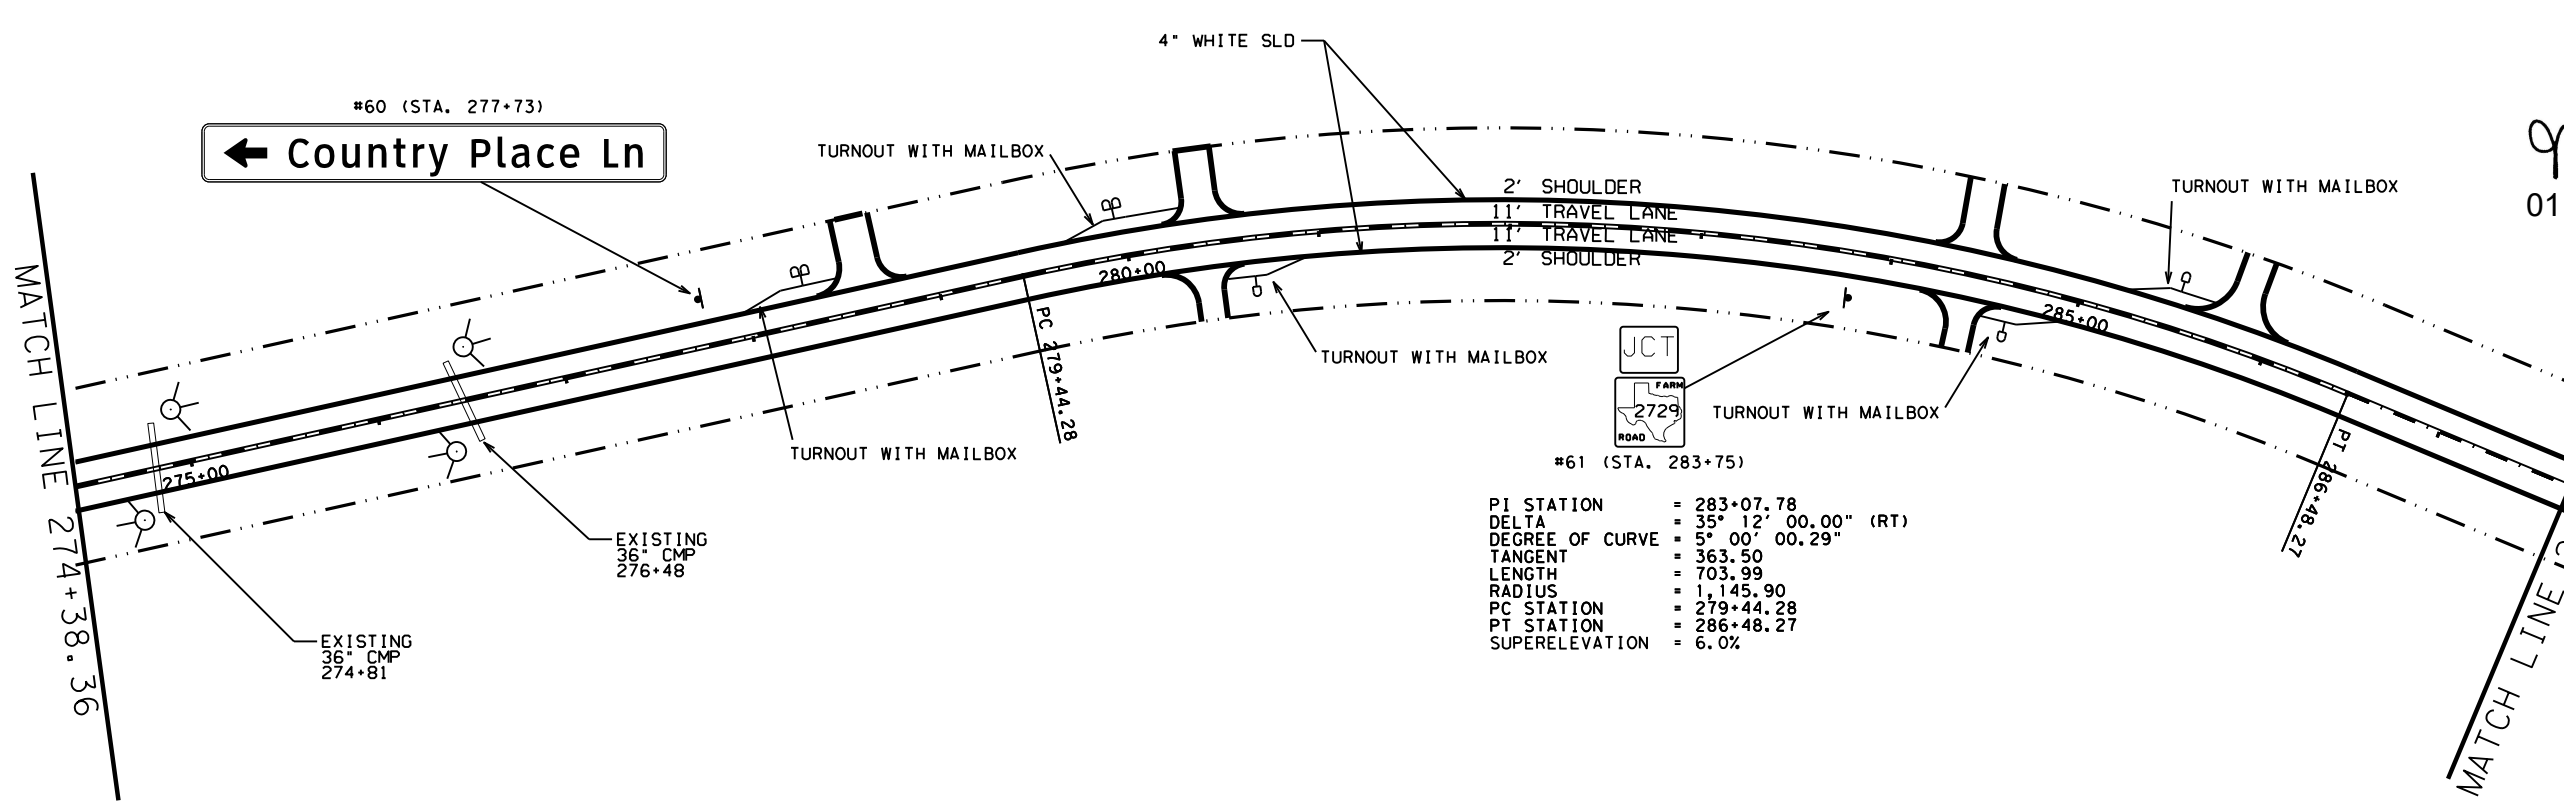 4" WHITE SLD
#60 (STA. 277+73)
Country Place Ln
TURNOUT WITH MAILBOX
TURNOUT WITH MAILBOX
01
2' SHOULDER
11' TRAVEL LANE
11' TRAVEL LANE
2' SHOULDER
280+00
285+00
275+00
MATCH LINE 274+38.36
PC 279+44.28
TURNOUT WITH MAILBOX
JCT
FARM
2729
ROAD
TURNOUT WITH MAILBOX
TURNOUT WITH MAILBOX
#61 (STA. 283+75)
PT 286+48.27
EXISTING
36" CMP
276+48
EXISTING
36" CMP
274+81
PI STATION = 283+07.78
DELTA = 35° 12' 00.00" (RT)
DEGREE OF CURVE = 5° 00' 00.29"
TANGENT = 363.50
LENGTH = 703.99
RADIUS = 1,145.90
PC STATION = 279+44.28
PT STATION = 286+48.27
SUPERELEVATION = 6.0%
MATCH LINE